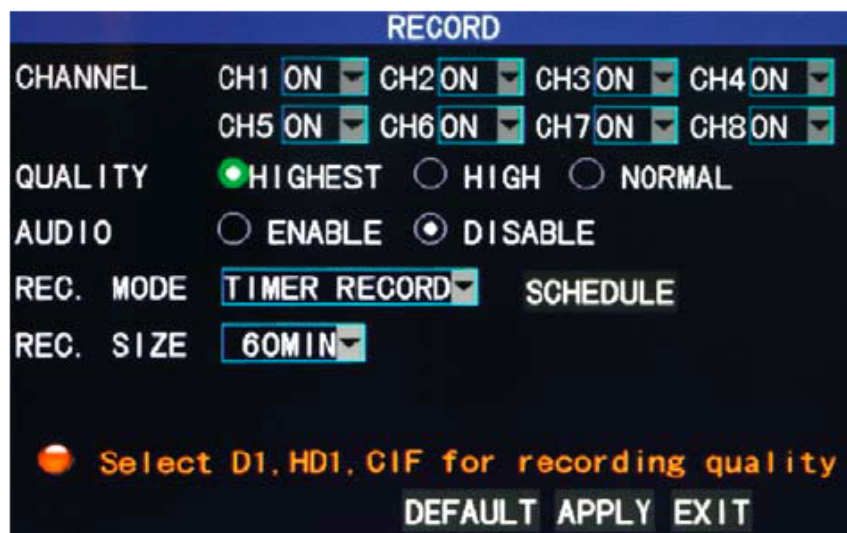 RECORD
CHANNEL CH1 ON CH2 ON CH3 ON CH4 ON
CH5 ON CH6 ON CH7 ON CH8 ON
QUALITY HIGHEST HIGH NORMAL
AUDIO ENABLE DISABLE
REC. MODE TIMER RECORD SCHEDULE
REC. SIZE 60MIN
Select D1, HD1, CIF for recording quality
DEFAULT APPLY EXIT